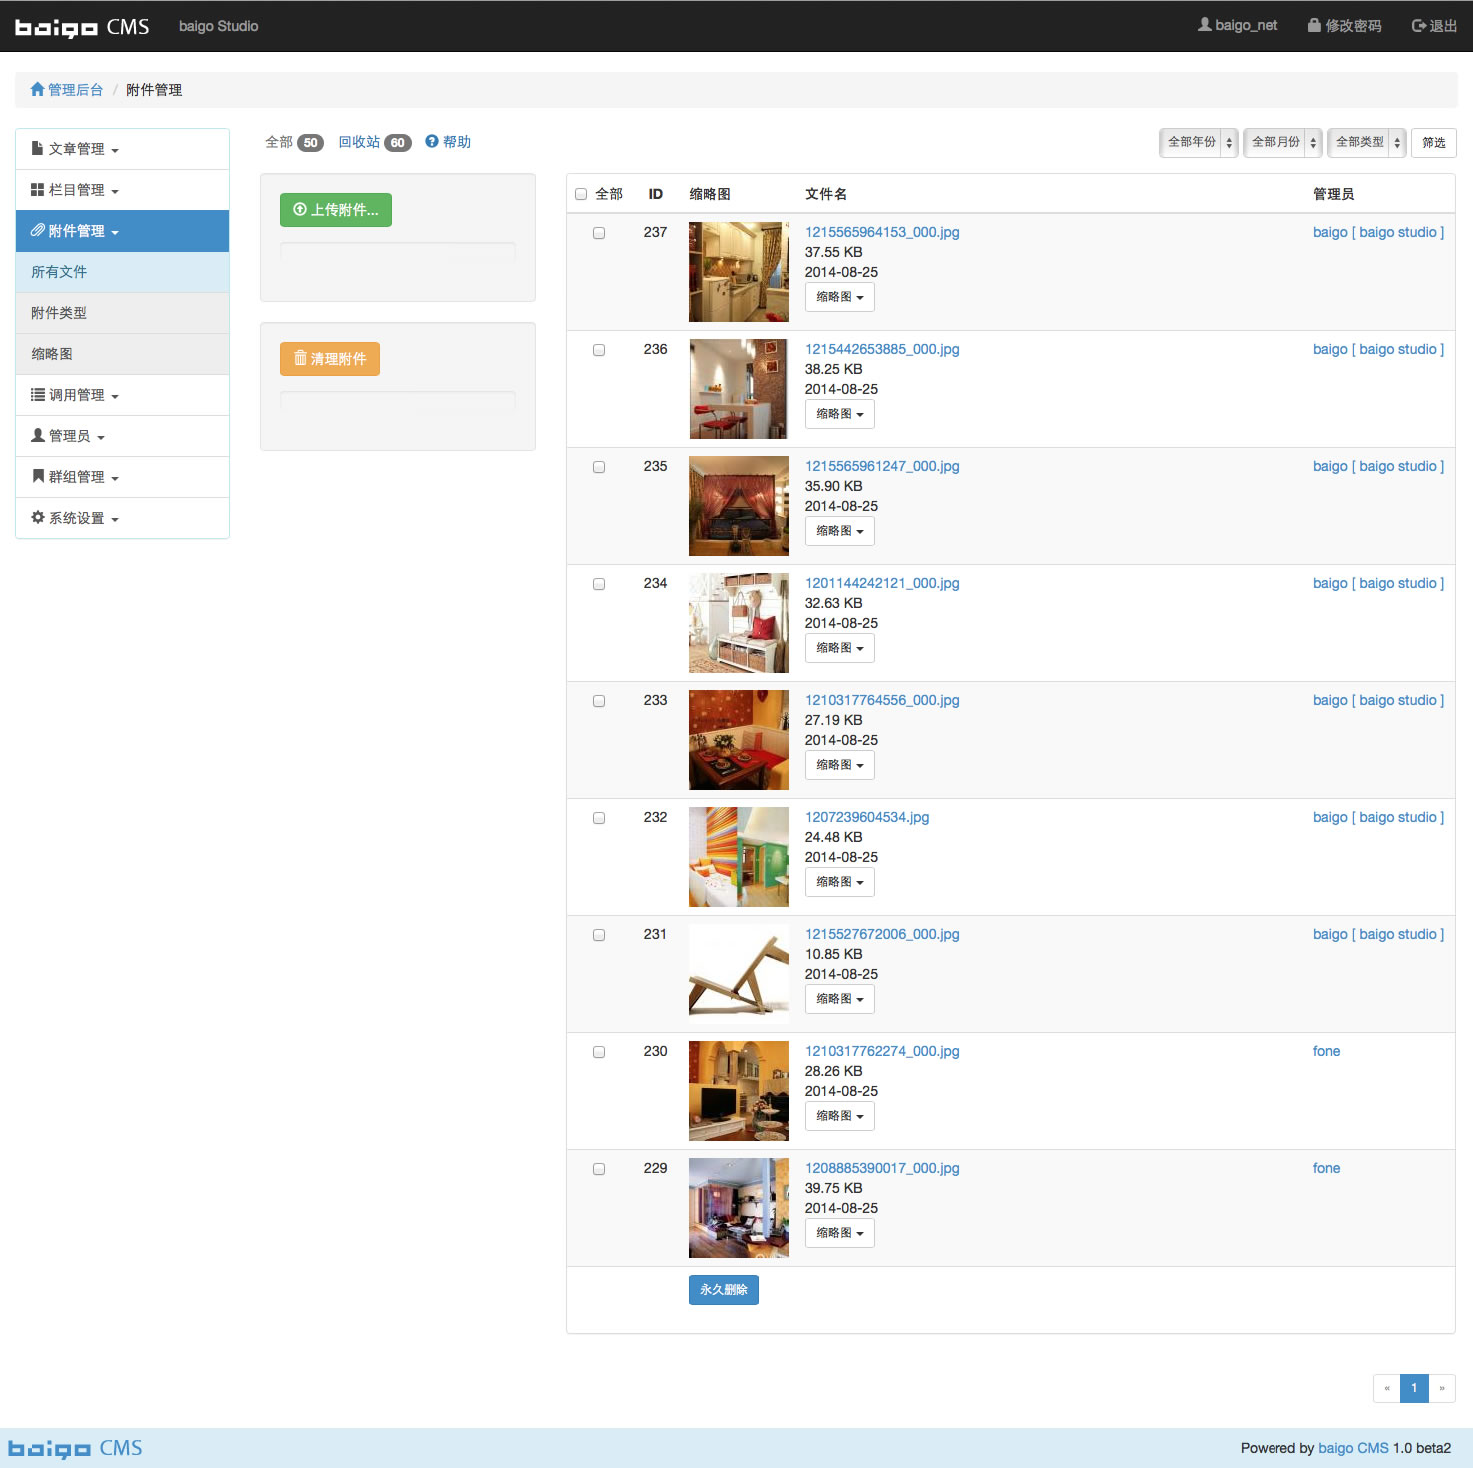 baigo CMS baigo Studio baigo_net 修改密码 退出
管理后台 / 附件管理
文章管理
栏目管理
附件管理
所有文件
附件类型
缩略图
调用管理
管理员
群组管理
系统设置
全部 50 回收站 60 帮助
全部年份 全部月份 全部类型 筛选
上传附件...
清理附件
全部 ID 缩略图 文件名 管理员
237 1215565964153_000.jpg baigo [ baigo studio ]
37.55 KB
2014-08-25
缩略图
236 1215442653885_000.jpg baigo [ baigo studio ]
38.25 KB
2014-08-25
缩略图
235 1215565961247_000.jpg baigo [ baigo studio ]
35.90 KB
2014-08-25
缩略图
234 1201144242121_000.jpg baigo [ baigo studio ]
32.63 KB
2014-08-25
缩略图
233 1210317764556_000.jpg baigo [ baigo studio ]
27.19 KB
2014-08-25
缩略图
232 1207239604534.jpg baigo [ baigo studio ]
24.48 KB
2014-08-25
缩略图
231 1215527672006_000.jpg baigo [ baigo studio ]
10.85 KB
2014-08-25
缩略图
230 1210317762274_000.jpg fone
28.26 KB
2014-08-25
缩略图
229 1208885390017_000.jpg fone
39.75 KB
2014-08-25
缩略图
永久删除
« 1 »
baigo CMS Powered by baigo CMS 1.0 beta2